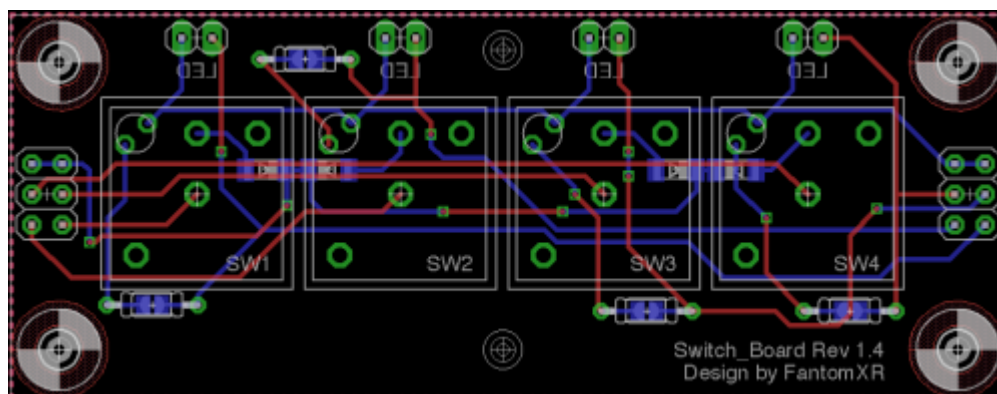 LED
LED
LED
LED
SW1
SW2
SW3
SW4
Switch_Board Rev 1.4
Design by FantomXR